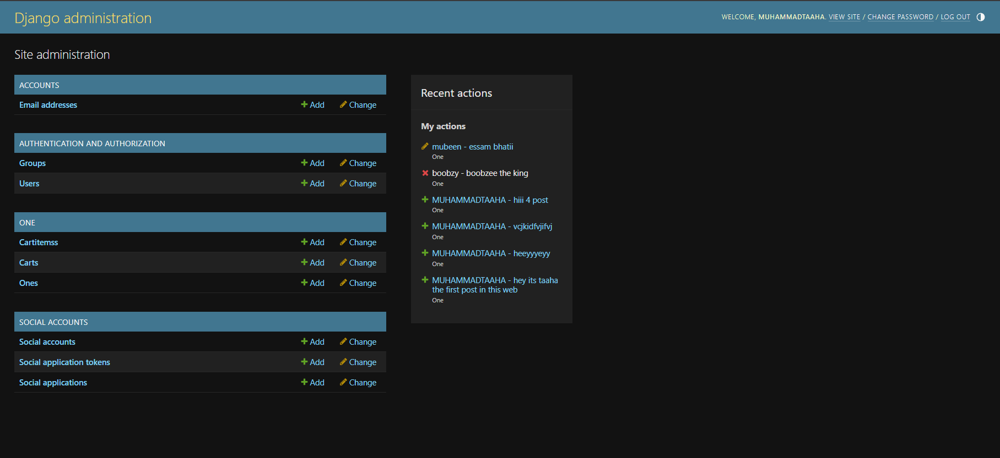 Django administration
WELCOME, MUHAMMADTAAHA. VIEW SITE / CHANGE PASSWORD / LOG OUT
Site administration
ACCOUNTS
Email addresses Add Change
AUTHENTICATION AND AUTHORIZATION
Groups Add Change
Users Add Change
ONE
Cartitemss Add Change
Carts Add Change
Ones Add Change
SOCIAL ACCOUNTS
Social accounts Add Change
Social application tokens Add Change
Social applications Add Change
Recent actions
My actions
mubeen - essam bhatii
One
boobzy - boobzee the king
One
MUHAMMADTAAHA - hiii 4 post
One
MUHAMMADTAAHA - vcjkidfvjifvj
One
MUHAMMADTAAHA - heeyyyeyy
One
MUHAMMADTAAHA - hey its taaha
the first post in this web
One